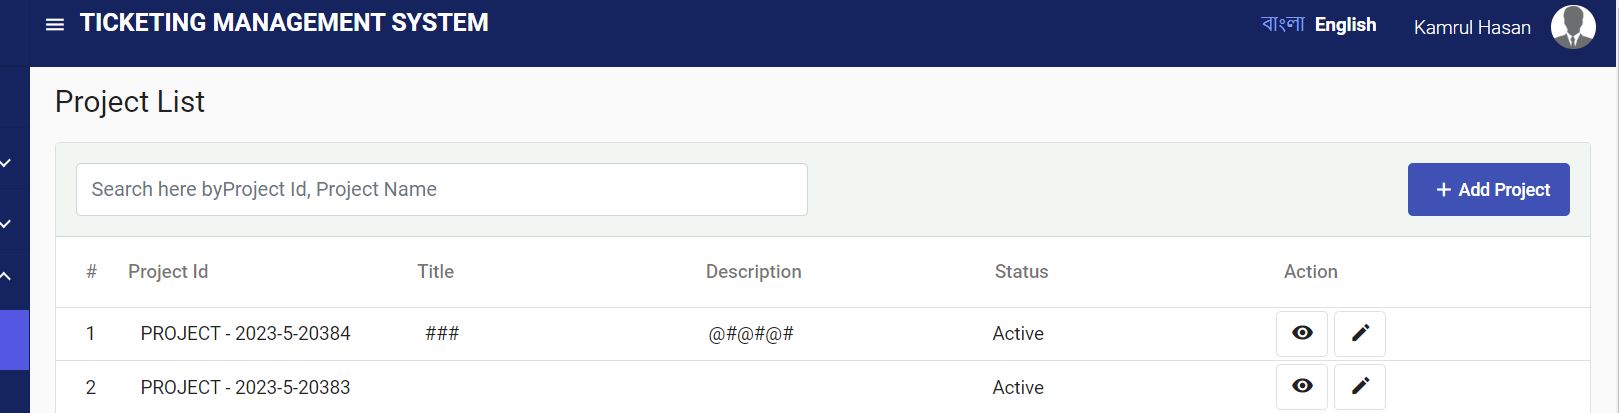 TICKETING MANAGEMENT SYSTEM
বাংলা English Kamrul Hasan
Project List
Search here byProject Id, Project Name
+ Add Project
# Project Id Title Description Status Action
1 PROJECT - 2023-5-20384 ### @#@#@# Active
2 PROJECT - 2023-5-20383 Active